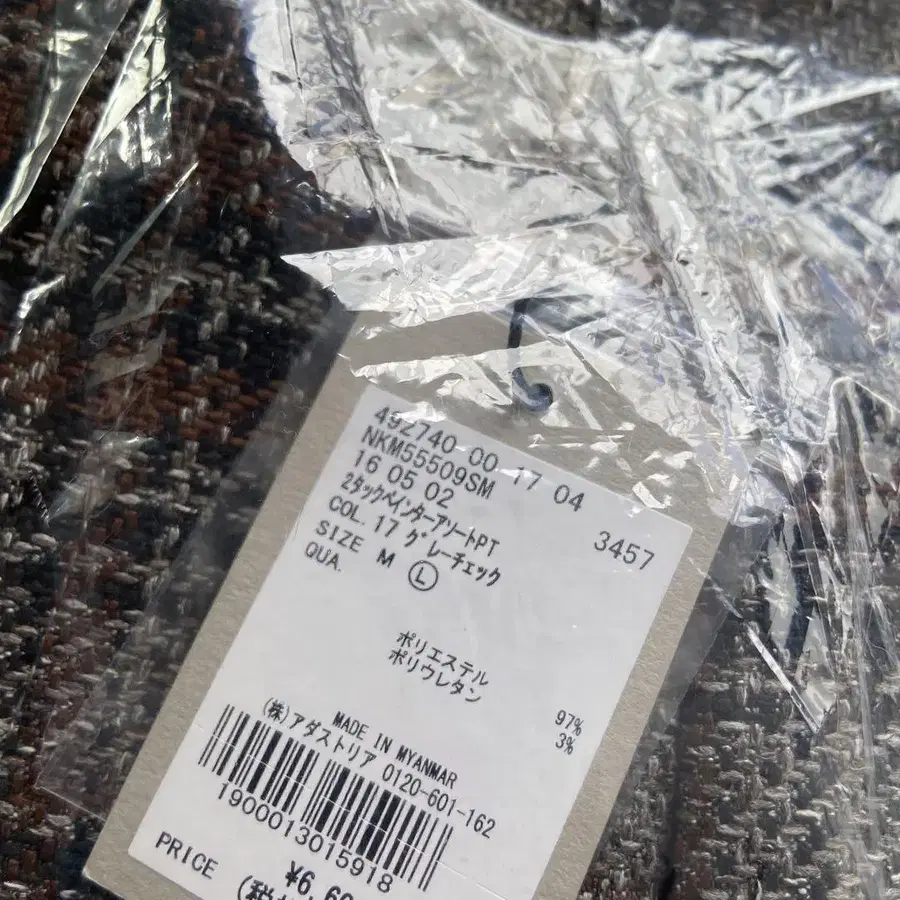 492740 00 17 04
NKM55509SM
16 05 02 3457
2タックペインターアソートPT
COL. 17 グレーチェック
SIZE M Ⓛ
QUA.
ポリエステル 97%
ポリウレタン 3%
MADE IN MYANMAR
(株)アダストリア 0120-601-162
1900013015918
PRICE ¥6,6
(税